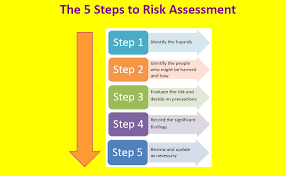 The 5 Steps to Risk Assessment
Step 1
Identify the hazards
Step 2
Identify the people
who might be harmed and
how
Step 3
Evaluate the risk and
decide on precautions
Step 4
Record the significant
findings
Step 5
Review and update
as necessary